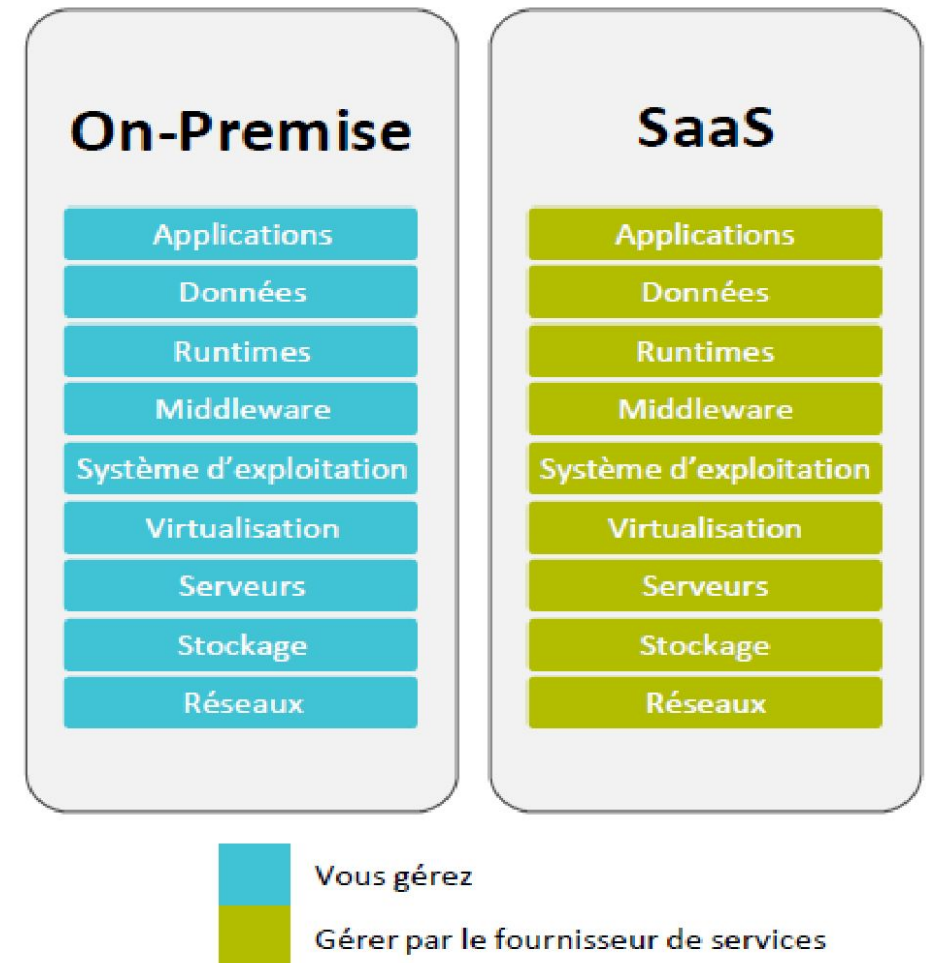 On-Premise
Applications
Données
Runtimes
Middleware
Système d’exploitation
Virtualisation
Serveurs
Stockage
Réseaux
SaaS
Applications
Données
Runtimes
Middleware
Système d’exploitation
Virtualisation
Serveurs
Stockage
Réseaux
Vous gérez
Gérer par le fournisseur de services